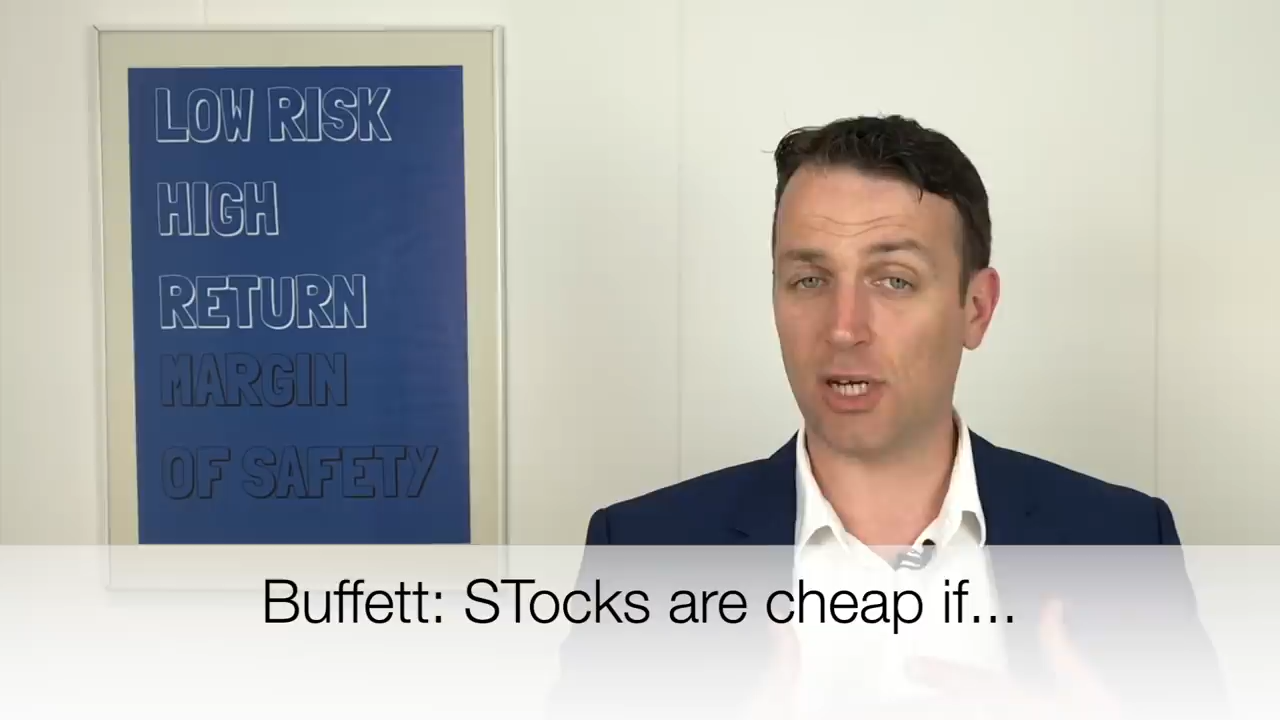 LOW RISK
HIGH
RETURN
MARGIN
OF SAFETY
Buffett: STocks are cheap if...